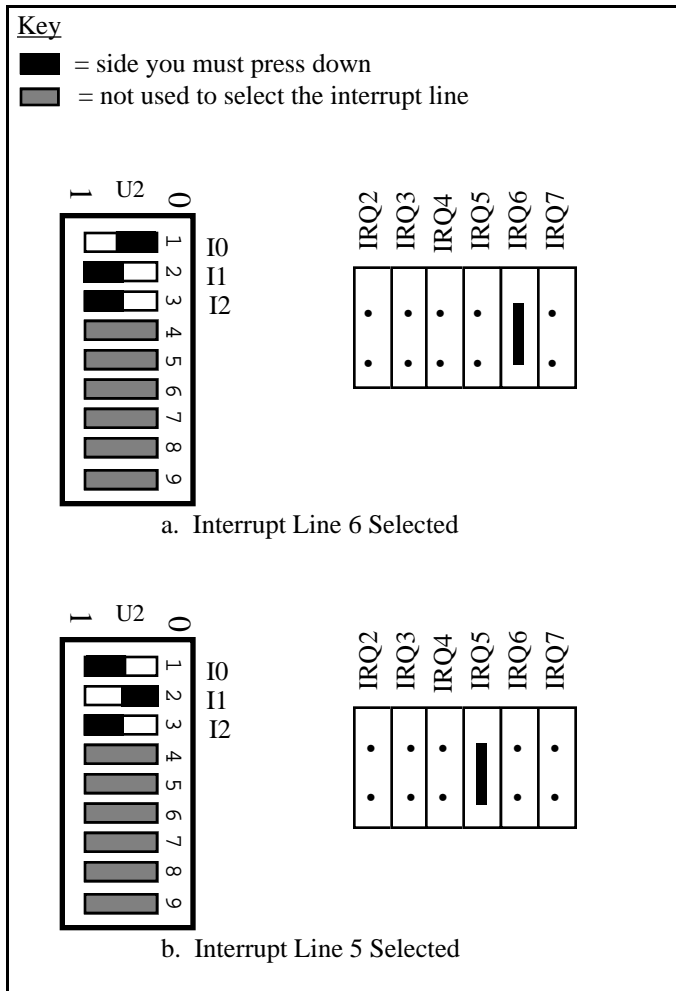 Key
= side you must press down
= not used to select the interrupt line
1 U2 0
1 I0
2 I1
3 I2
4
5
6
7
8
9
IRQ2 IRQ3 IRQ4 IRQ5 IRQ6 IRQ7
a. Interrupt Line 6 Selected
1 U2 0
1 I0
2 I1
3 I2
4
5
6
7
8
9
IRQ2 IRQ3 IRQ4 IRQ5 IRQ6 IRQ7
b. Interrupt Line 5 Selected